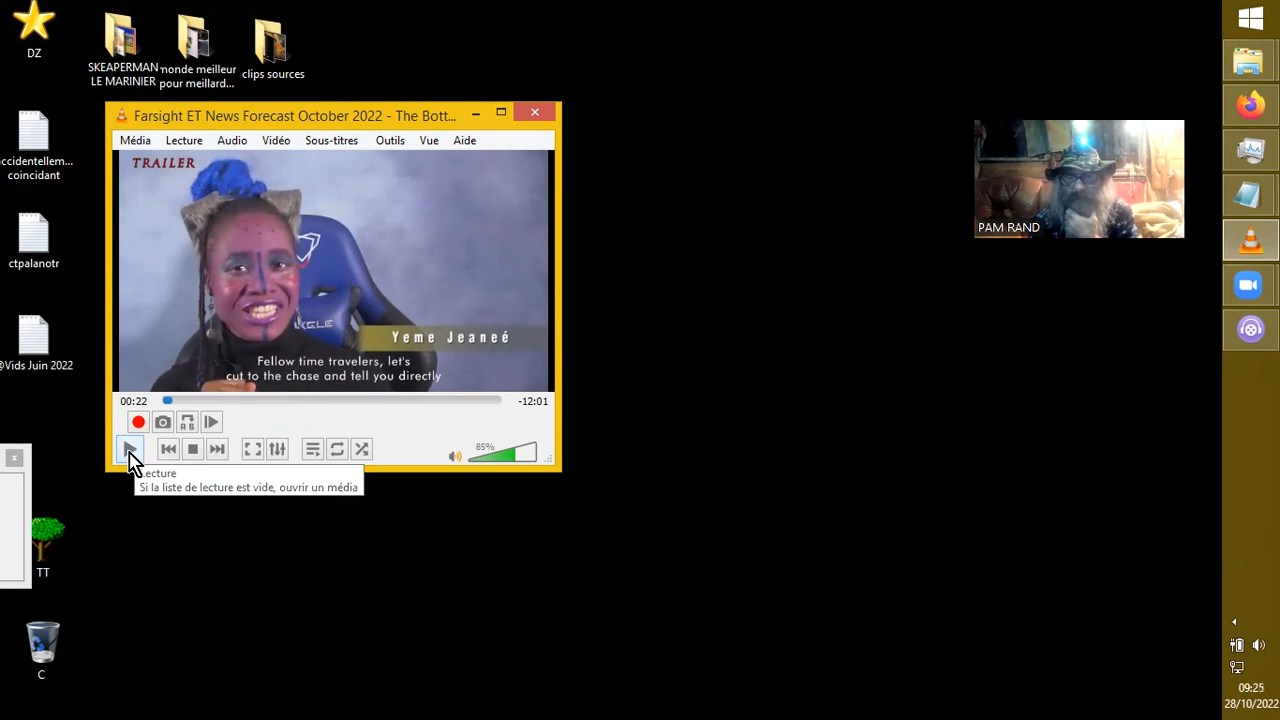 DZ
SKEAPERMAN
LE MARINIER
monde meilleur
pour meillard...
clips sources
ccidentellem...
coincidant
ctpalanotr
@Vids Juin 2022
TT
C
Farsight ET News Forecast October 2022 - The Bott...
Média Lecture Audio Vidéo Sous-titres Outils Vue Aide
TRAILER
Yeme Jeaneé
Fellow time travelers, let's
cut to the chase and tell you directly
00:22 -12:01
A B
85%
Lecture
Si la liste de lecture est vide, ouvrir un média
PAM RAND
09:25
28/10/2022